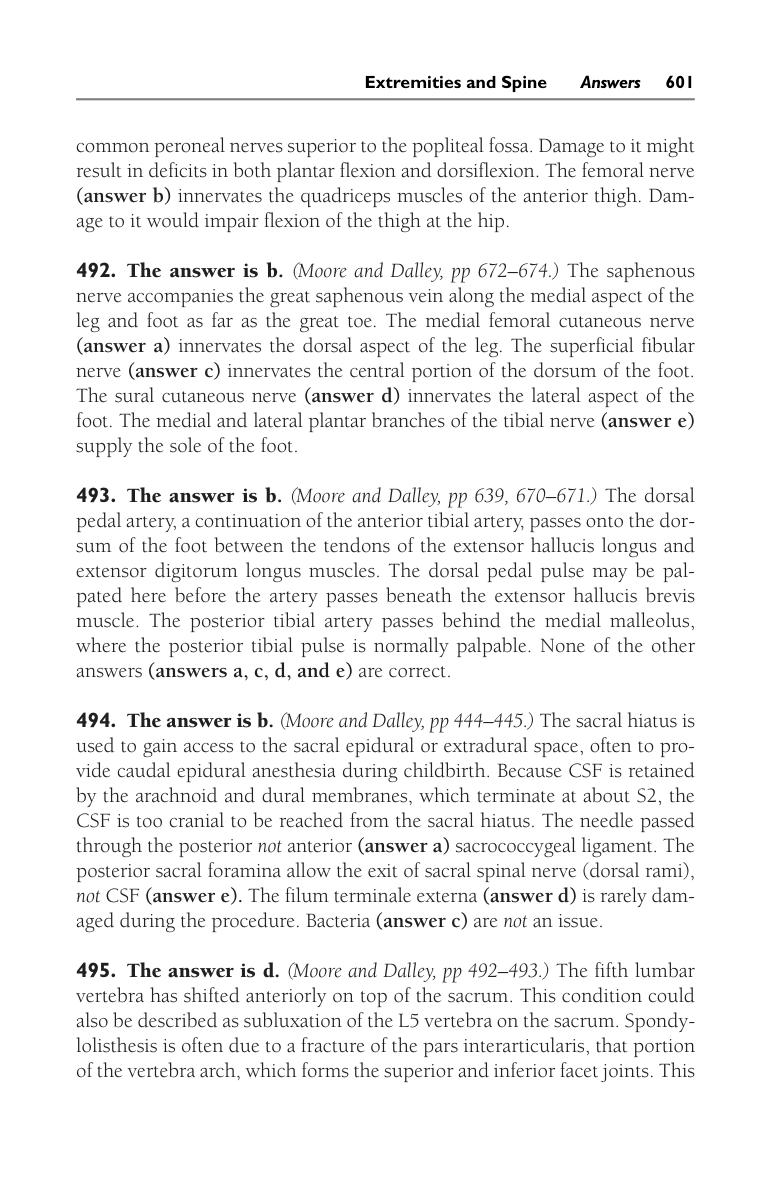 Extremities and Spine Answers 601
common peroneal nerves superior to the popliteal fossa. Damage to it might
result in deficits in both plantar flexion and dorsiflexion. The femoral nerve
(answer b) innervates the quadriceps muscles of the anterior thigh. Dam-
age to it would impair flexion of the thigh at the hip.
492. The answer is b. (Moore and Dalley, pp 672–674.) The saphenous
nerve accompanies the great saphenous vein along the medial aspect of the
leg and foot as far as the great toe. The medial femoral cutaneous nerve
(answer a) innervates the dorsal aspect of the leg. The superficial fibular
nerve (answer c) innervates the central portion of the dorsum of the foot.
The sural cutaneous nerve (answer d) innervates the lateral aspect of the
foot. The medial and lateral plantar branches of the tibial nerve (answer e)
supply the sole of the foot.
493. The answer is b. (Moore and Dalley, pp 639, 670–671.) The dorsal
pedal artery, a continuation of the anterior tibial artery, passes onto the dor-
sum of the foot between the tendons of the extensor hallucis longus and
extensor digitorum longus muscles. The dorsal pedal pulse may be pal-
pated here before the artery passes beneath the extensor hallucis brevis
muscle. The posterior tibial artery passes behind the medial malleolus,
where the posterior tibial pulse is normally palpable. None of the other
answers (answers a, c, d, and e) are correct.
494. The answer is b. (Moore and Dalley, pp 444–445.) The sacral hiatus is
used to gain access to the sacral epidural or extradural space, often to pro-
vide caudal epidural anesthesia during childbirth. Because CSF is retained
by the arachnoid and dural membranes, which terminate at about S2, the
CSF is too cranial to be reached from the sacral hiatus. The needle passed
through the posterior not anterior (answer a) sacrococcygeal ligament. The
posterior sacral foramina allow the exit of sacral spinal nerve (dorsal rami),
not CSF (answer e). The filum terminale externa (answer d) is rarely dam-
aged during the procedure. Bacteria (answer c) are not an issue.
495. The answer is d. (Moore and Dalley, pp 492–493.) The fifth lumbar
vertebra has shifted anteriorly on top of the sacrum. This condition could
also be described as subluxation of the L5 vertebra on the sacrum. Spondy-
lolisthesis is often due to a fracture of the pars interarticularis, that portion
of the vertebra arch, which forms the superior and inferior facet joints. This